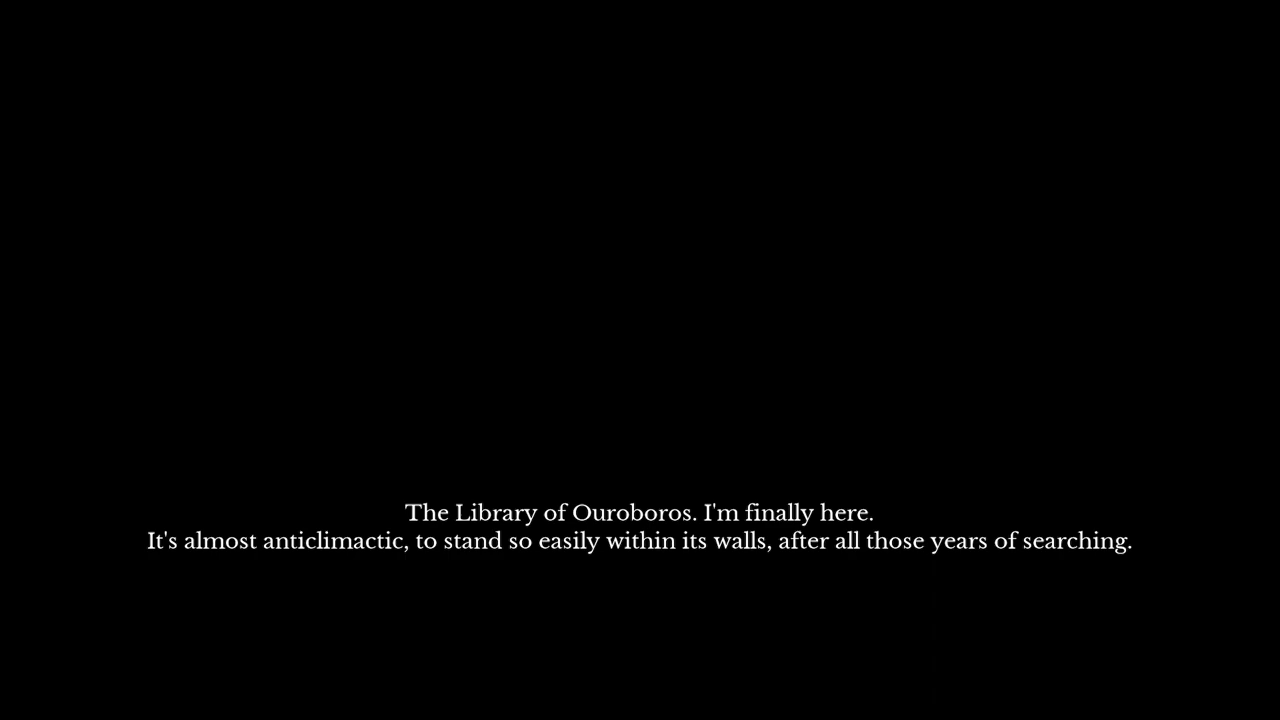 The Library of Ouroboros. I'm finally here.
It's almost anticlimactic, to stand so easily within its walls, after all those years of searching.